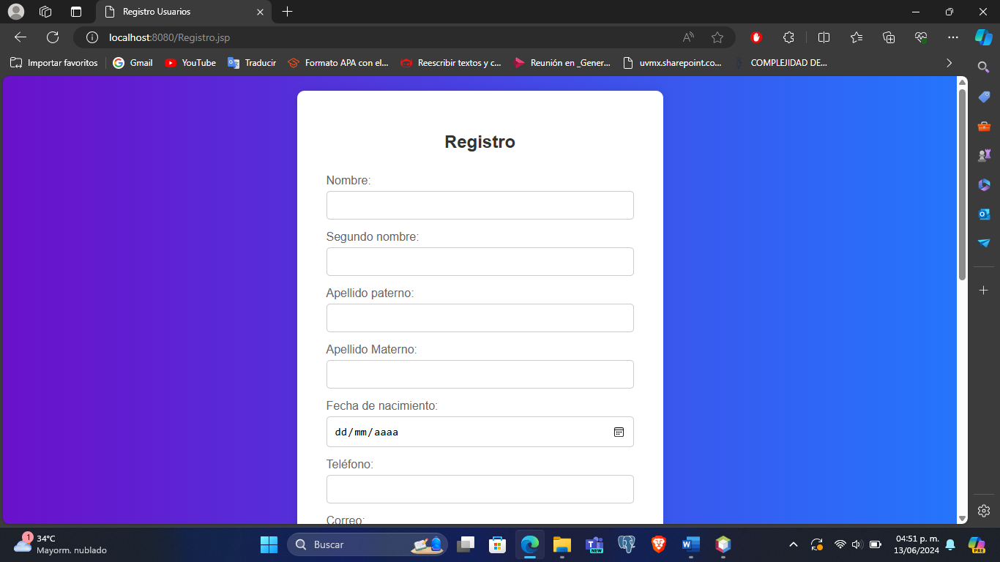 Registro Usuarios
localhost:8080/Registro.jsp
Importar favoritos
Gmail
YouTube
Traducir
Formato APA con el...
Reescribir textos y c...
Reunión en _Gener...
uvmx.sharepoint.co...
COMPLEJIDAD DE...
Registro
Nombre:
Segundo nombre:
Apellido paterno:
Apellido Materno:
Fecha de nacimiento:
dd/mm/aaaa
Teléfono:
Correo:
1
34°C
Mayorm. nublado
Buscar
NEW
04:51 p. m.
13/06/2024
PRE